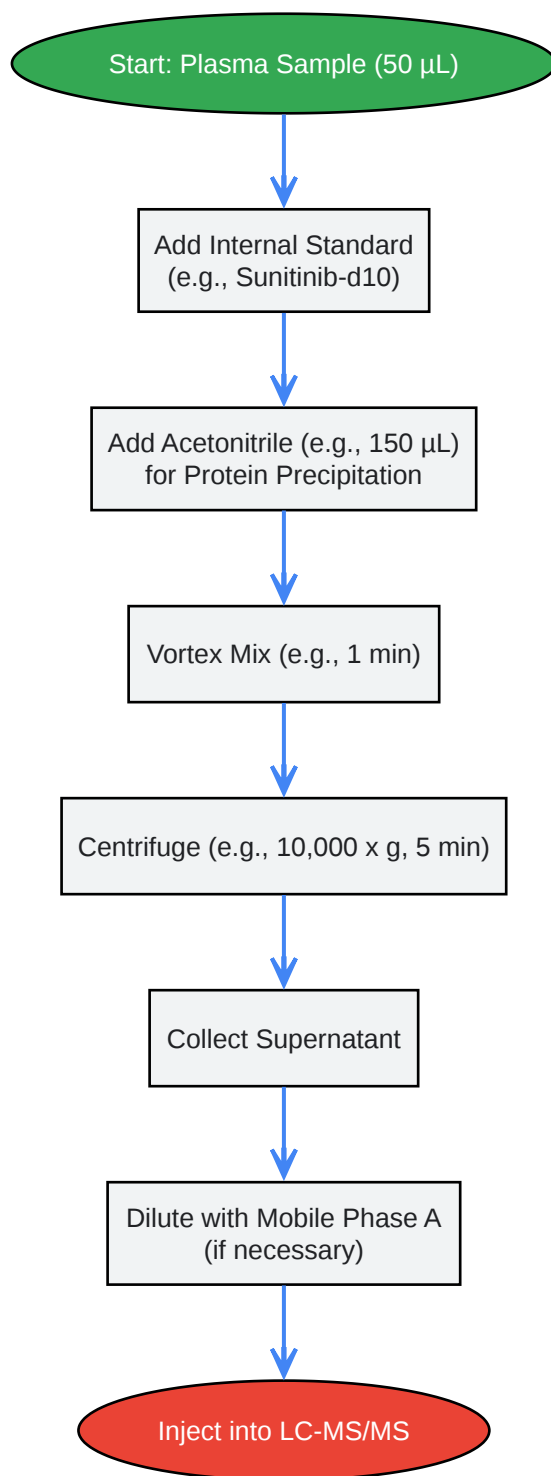 Start: Plasma Sample (50 µL)
Add Internal Standard
(e.g., Sunitinib-d10)
Add Acetonitrile (e.g., 150 µL)
for Protein Precipitation
Vortex Mix (e.g., 1 min)
Centrifuge (e.g., 10,000 x g, 5 min)
Collect Supernatant
Dilute with Mobile Phase A
(if necessary)
Inject into LC-MS/MS